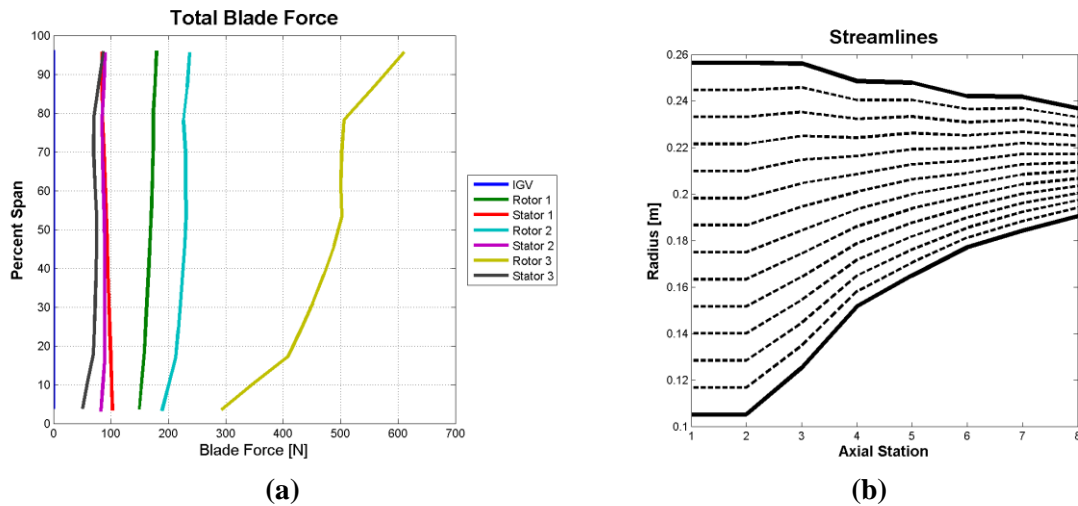 Total Blade Force
100
90
80
70
60
50
40
30
20
10
0
Percent Span
0 100 200 300 400 500 600 700
Blade Force [N]
IGV
Rotor 1
Stator 1
Rotor 2
Stator 2
Rotor 3
Stator 3
(a)
Streamlines
0.26
0.24
0.22
0.2
0.18
0.16
0.14
0.12
0.1
Radius [m]
1 2 3 4 5 6 7 8
Axial Station
(b)